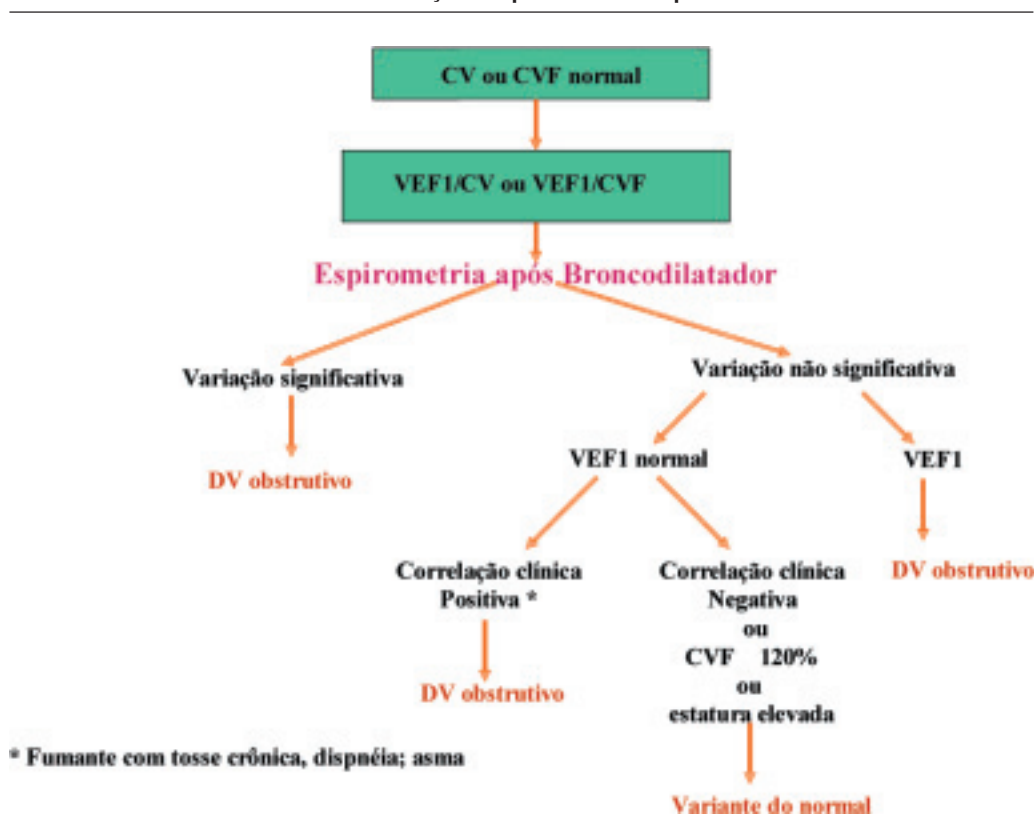 CV ou CVF normal
VEF1/CV ou VEF1/CVF
Espirometria após Broncodilatador
Variação significativa
Variação não significativa
DV obstrutivo
VEF1 normal
VEF1
Correlação clínica
Positiva *
Correlação clínica
Negativa
ou
CVF 120%
ou
estatura elevada
DV obstrutivo
DV obstrutivo
* Fumante com tosse crônica, dispnéia; asma
Variante do normal